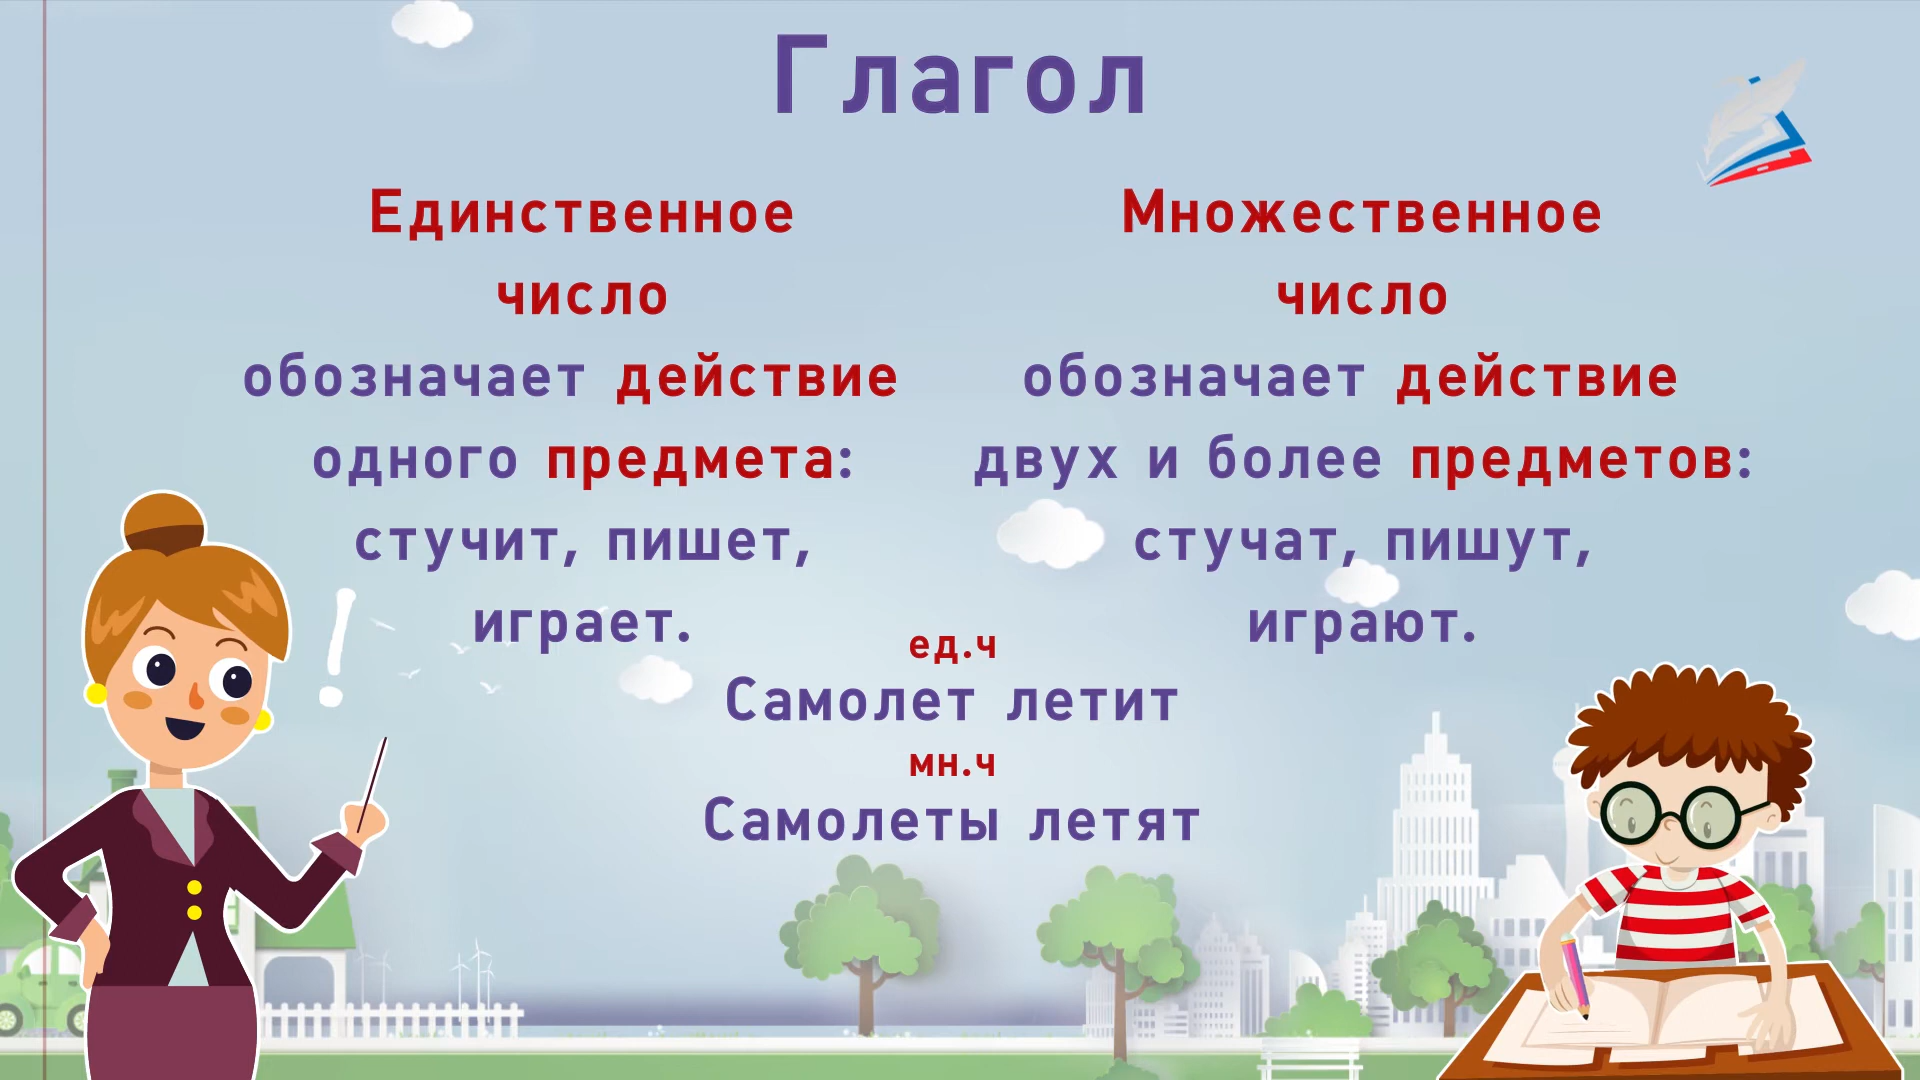 Глагол
Единственное
число
обозначает действие
одного предмета:
стучит, пишет,
играет.
Множественное
число
обозначает действие
двух и более предметов:
стучат, пишут,
играют.
ед.ч
Самолет летит
мн.ч
Самолеты летят
!